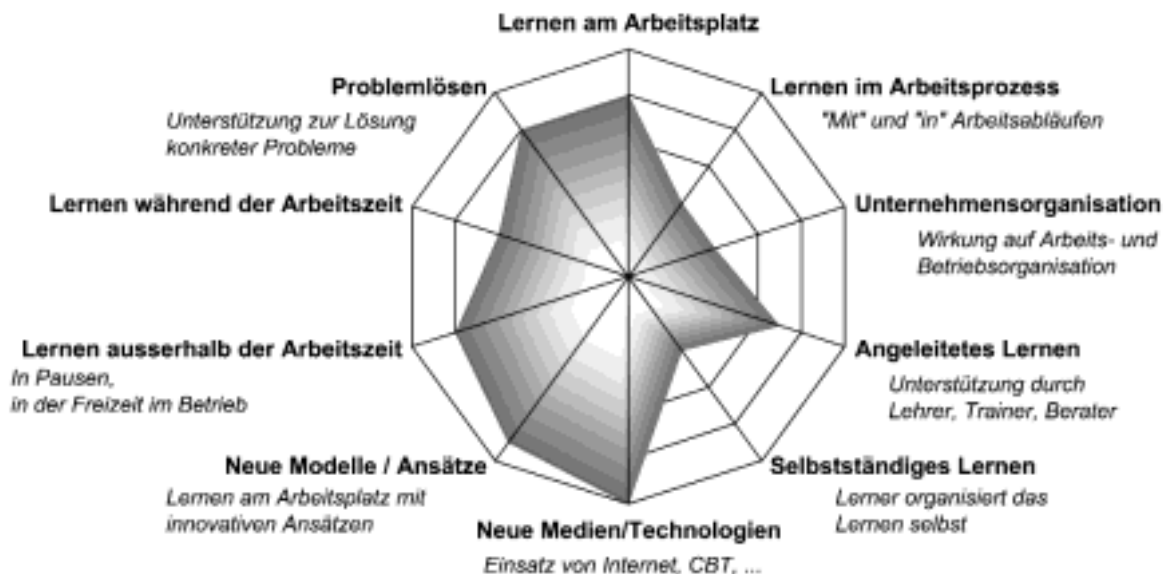 Lernen am Arbeitsplatz
Problemlösen
Unterstützung zur Lösung
konkreter Probleme
Lernen im Arbeitsprozess
"Mit" und "in" Arbeitsabläufen
Lernen während der Arbeitszeit
Unternehmensorganisation
Wirkung auf Arbeits- und
Betriebsorganisation
Lernen ausserhalb der Arbeitszeit
In Pausen,
in der Freizeit im Betrieb
Angeleitetes Lernen
Unterstützung durch
Lehrer, Trainer, Berater
Neue Modelle / Ansätze
Lernen am Arbeitsplatz mit
innovativen Ansätzen
Selbstständiges Lernen
Lerner organisiert das
Lernen selbst
Neue Medien/Technologien
Einsatz von Internet, CBT, ...